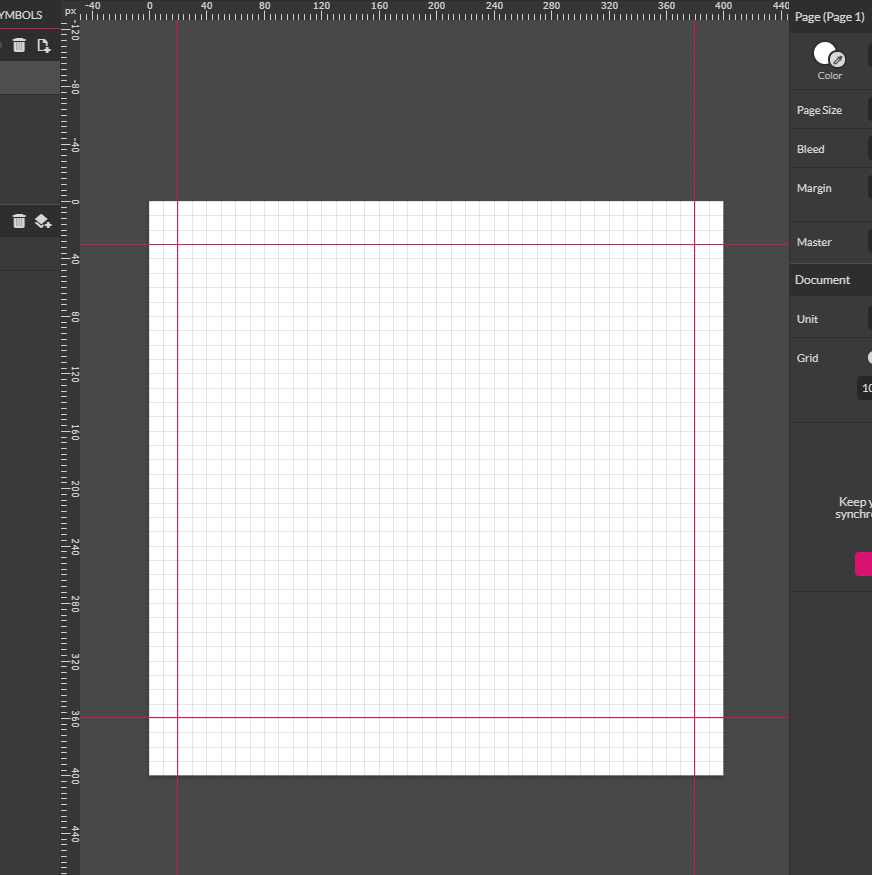 YMBOLS
px
-40 0 40 80 120 160 200 240 280 320 360 400 440
-120
-80
-40
0
40
80
120
160
200
240
280
320
360
400
440
Page (Page 1)
Color
Page Size
Bleed
Margin
Master
Document
Unit
Grid
10
Keep y
synchr